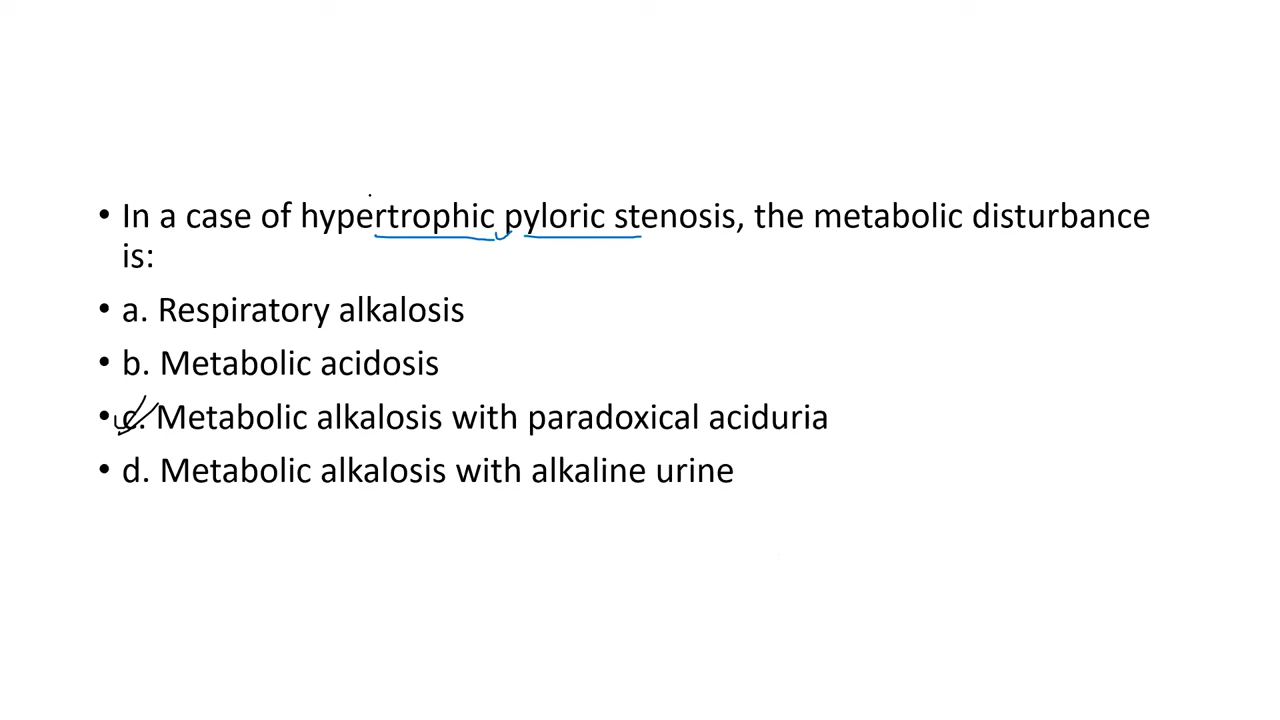 • In a case of hypertrophic pyloric stenosis, the metabolic disturbance
is:
• a. Respiratory alkalosis
• b. Metabolic acidosis
• c. Metabolic alkalosis with paradoxical aciduria
• d. Metabolic alkalosis with alkaline urine